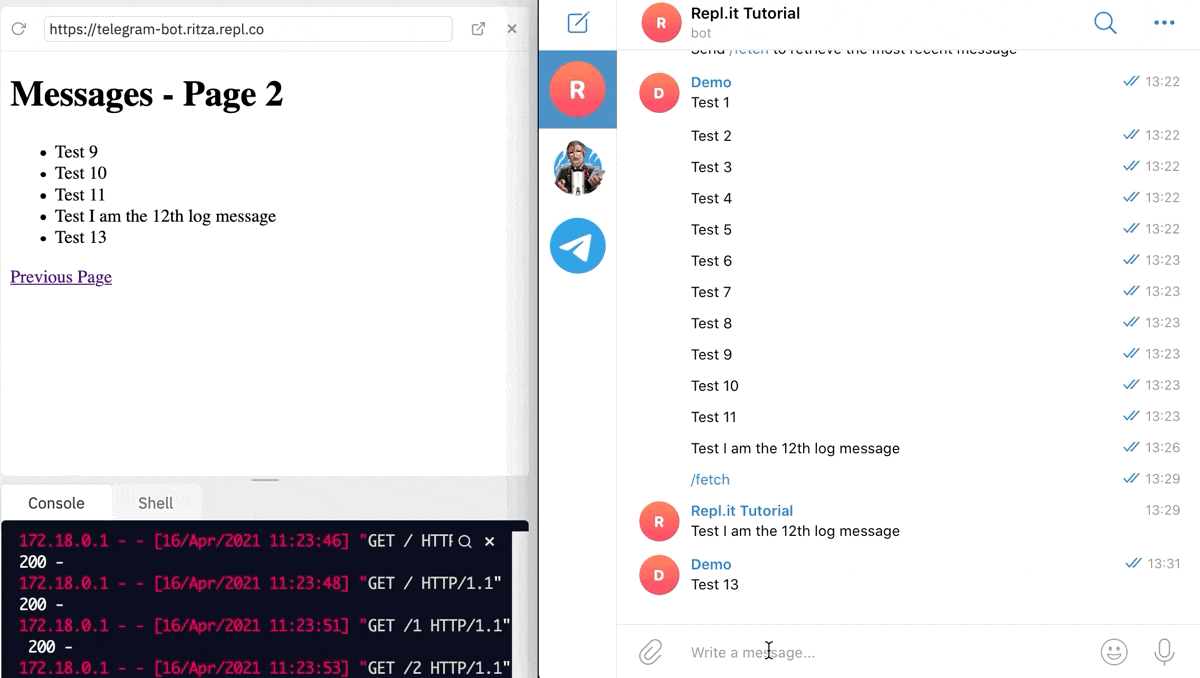 https://telegram-bot.ritza.repl.co
Messages - Page 2
Test 9
Test 10
Test 11
Test I am the 12th log message
Test 13
Previous Page
Console
Shell
172.18.0.1 - - [16/Apr/2021 11:23:46] "GET / HTTP
200 -
172.18.0.1 - - [16/Apr/2021 11:23:48] "GET / HTTP/1.1"
200 -
172.18.0.1 - - [16/Apr/2021 11:23:51] "GET /1 HTTP/1.1"
200 -
172.18.0.1 - - [16/Apr/2021 11:23:53] "GET /2 HTTP/1.1"
R
R
Repl.it Tutorial
bot
Send /fetch to retrieve the most recent message
D
Demo 13:22
Test 1
Test 2 13:22
Test 3 13:22
Test 4 13:22
Test 5 13:22
Test 6 13:23
Test 7 13:23
Test 8 13:23
Test 9 13:23
Test 10 13:23
Test 11 13:23
Test I am the 12th log message 13:26
/fetch 13:29
R
Repl.it Tutorial 13:29
Test I am the 12th log message
D
Demo 13:31
Test 13
Write a message...